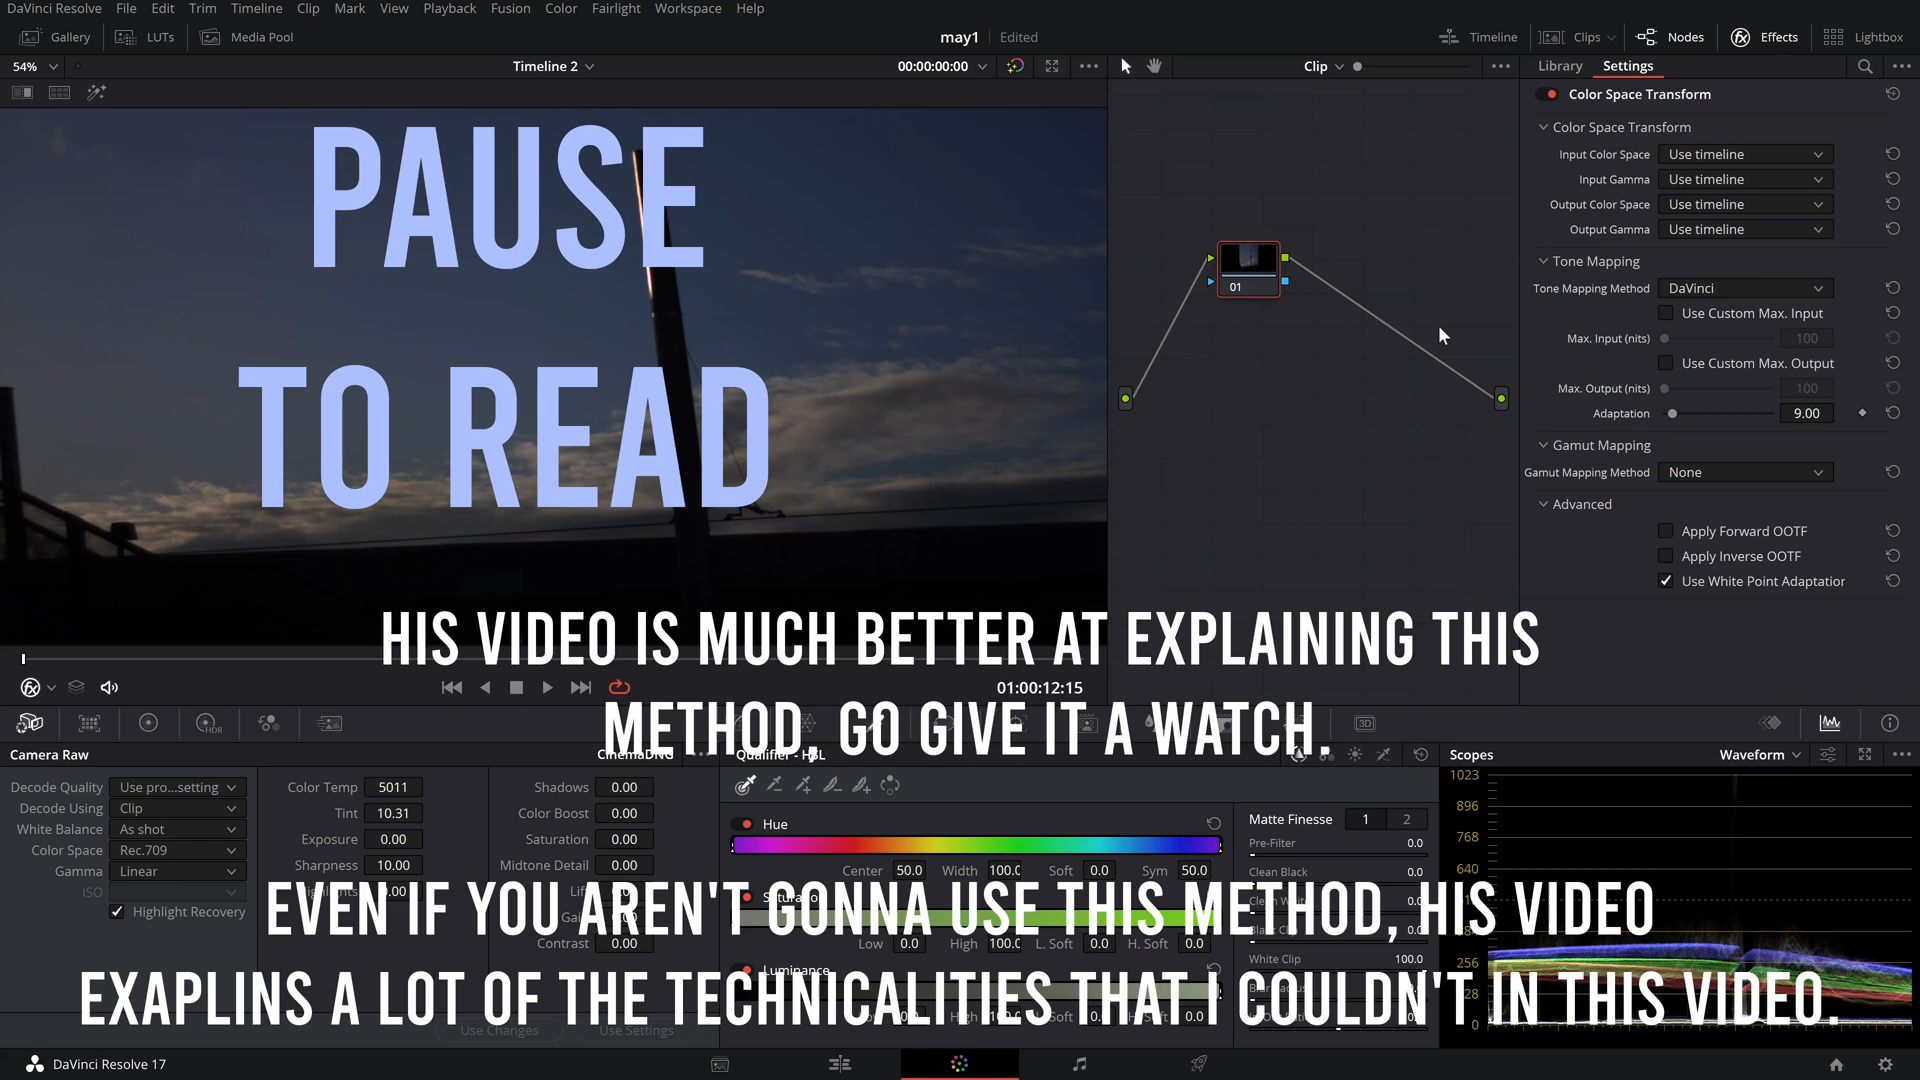 DaVinci Resolve File Edit Trim Timeline Clip Mark View Playback Fusion Color Fairlight Workspace Help
Gallery LUTs Media Pool may1 Edited Timeline Clips Nodes Effects Lightbox
54% Timeline 2 00:00:00:00 Clip Library Settings
Color Space Transform
Color Space Transform
Input Color Space Use timeline
Input Gamma Use timeline
Output Color Space Use timeline
Output Gamma Use timeline
Tone Mapping
Tone Mapping Method DaVinci
Use Custom Max. Input
Max. Input (nits) 100
Use Custom Max. Output
Max. Output (nits) 100
Adaptation 9.00
Gamut Mapping
Gamut Mapping Method None
Advanced
Apply Forward OOTF
Apply Inverse OOTF
Use White Point Adaptation
01
PAUSE
TO READ
HIS VIDEO IS MUCH BETTER AT EXPLAINING THIS
METHOD, GO GIVE IT A WATCH.
01:00:12:15
HDR
3D
Camera Raw CinemaDNG
Decode Quality Use pro...setting
Decode Using Clip
White Balance As shot
Color Space Rec.709
Gamma Linear
ISO
Highlight Recovery
Color Temp 5011
Tint 10.31
Exposure 0.00
Sharpness 10.00
Highlights 0.00
Shadows 0.00
Color Boost 0.00
Saturation 0.00
Midtone Detail 0.00
Contrast 0.00
Use Changes Use Settings
Qualifier - HSL
Hue
Center 50.0 Width 100.0 Soft 0.0 Sym 50.0
Saturation
Low 0.0 High 100.0 L. Soft 0.0 H. Soft 0.0
Luminance
Matte Finesse 1 2
Pre-Filter 0.0
Clean Black 0.0
White Clip 100.0
Scopes Waveform
1023
896
768
640
256
0
EVEN IF YOU AREN'T GONNA USE THIS METHOD, HIS VIDEO
EXAPLINS A LOT OF THE TECHNICALITIES THAT I COULDN'T IN THIS VIDEO.
DaVinci Resolve 17